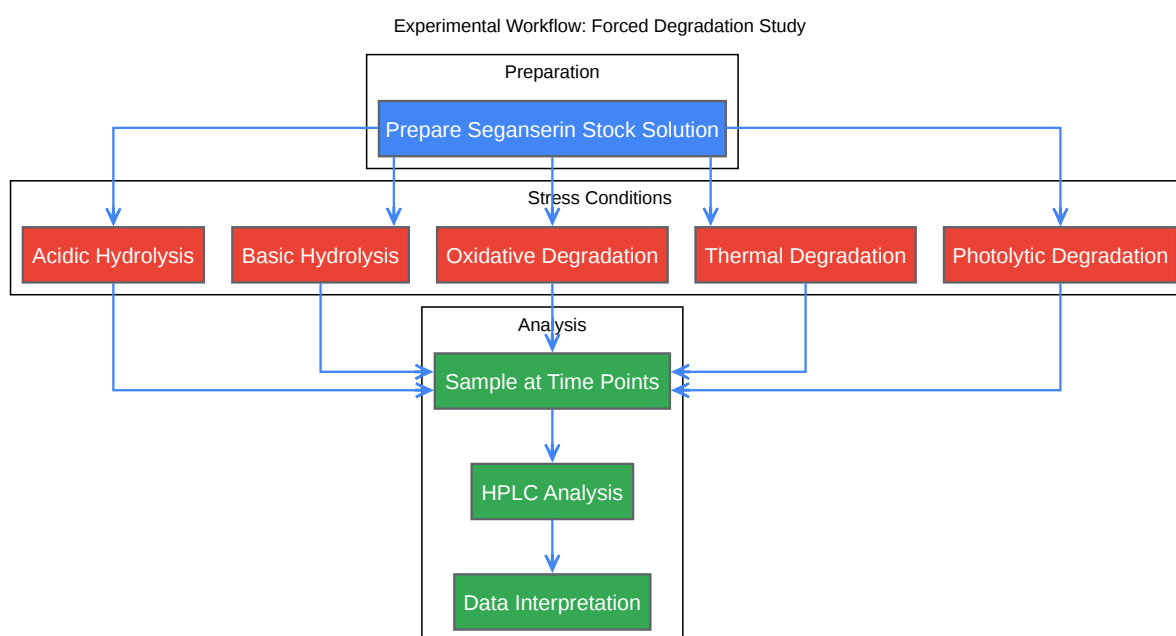 Experimental Workflow: Forced Degradation Study
Preparation
Prepare Seganserin Stock Solution
Stress Conditions
Acidic Hydrolysis
Basic Hydrolysis
Oxidative Degradation
Thermal Degradation
Photolytic Degradation
Analysis
Sample at Time Points
HPLC Analysis
Data Interpretation